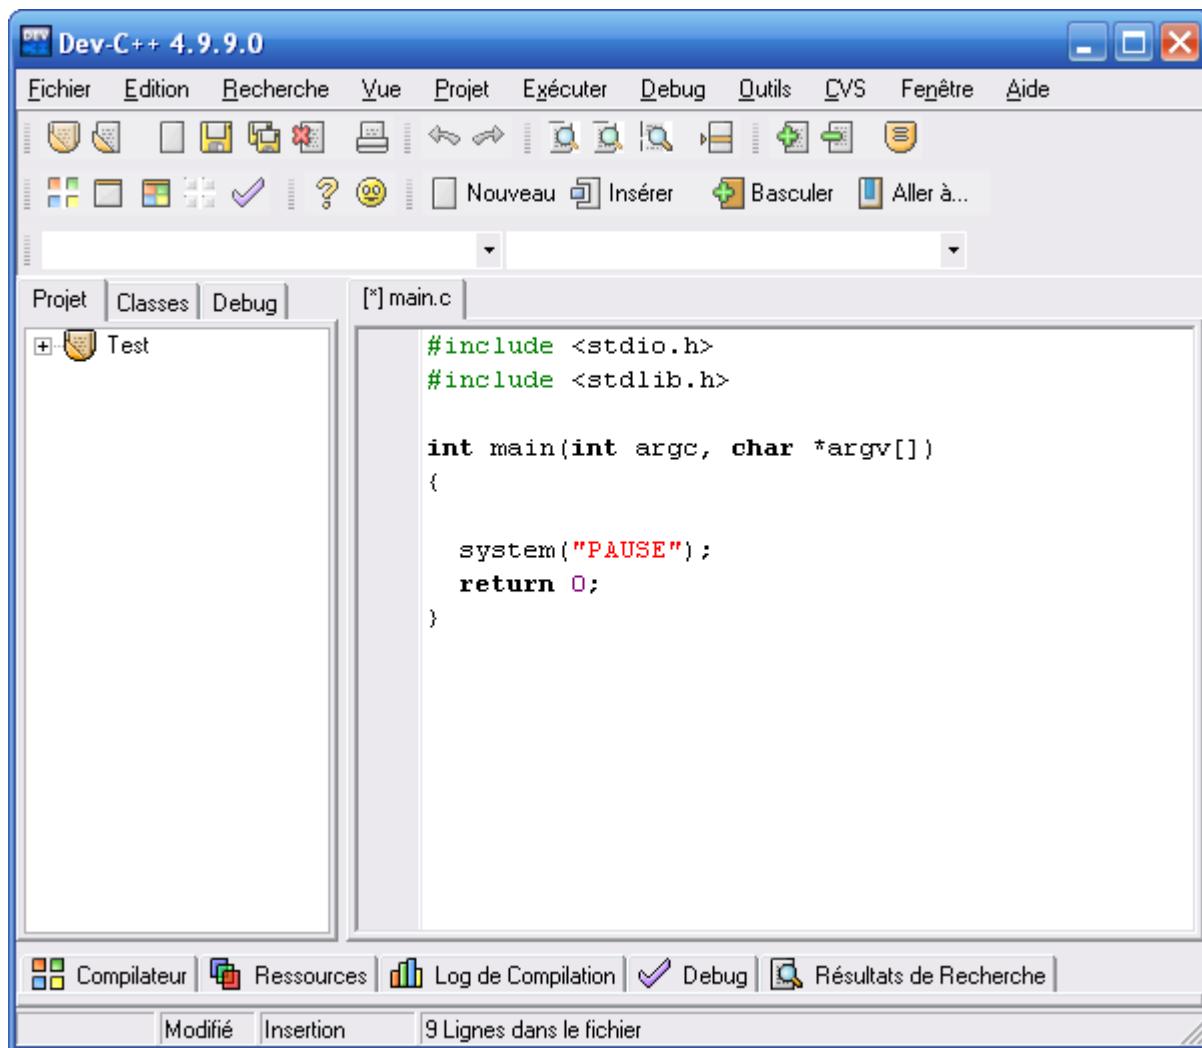 Dev-C++ 4.9.9.0
Fichier Edition Recherche Vue Projet Exécuter Debug Outils CVS Fenêtre Aide
Nouveau Insérer Basculer Aller à...
Projet Classes Debug [*] main.c
Test
#include <stdio.h>
#include <stdlib.h>
int main(int argc, char *argv[])
{
system("PAUSE");
return 0;
}
Compilateur Ressources Log de Compilation Debug Résultats de Recherche
Modifié Insertion 9 Lignes dans le fichier